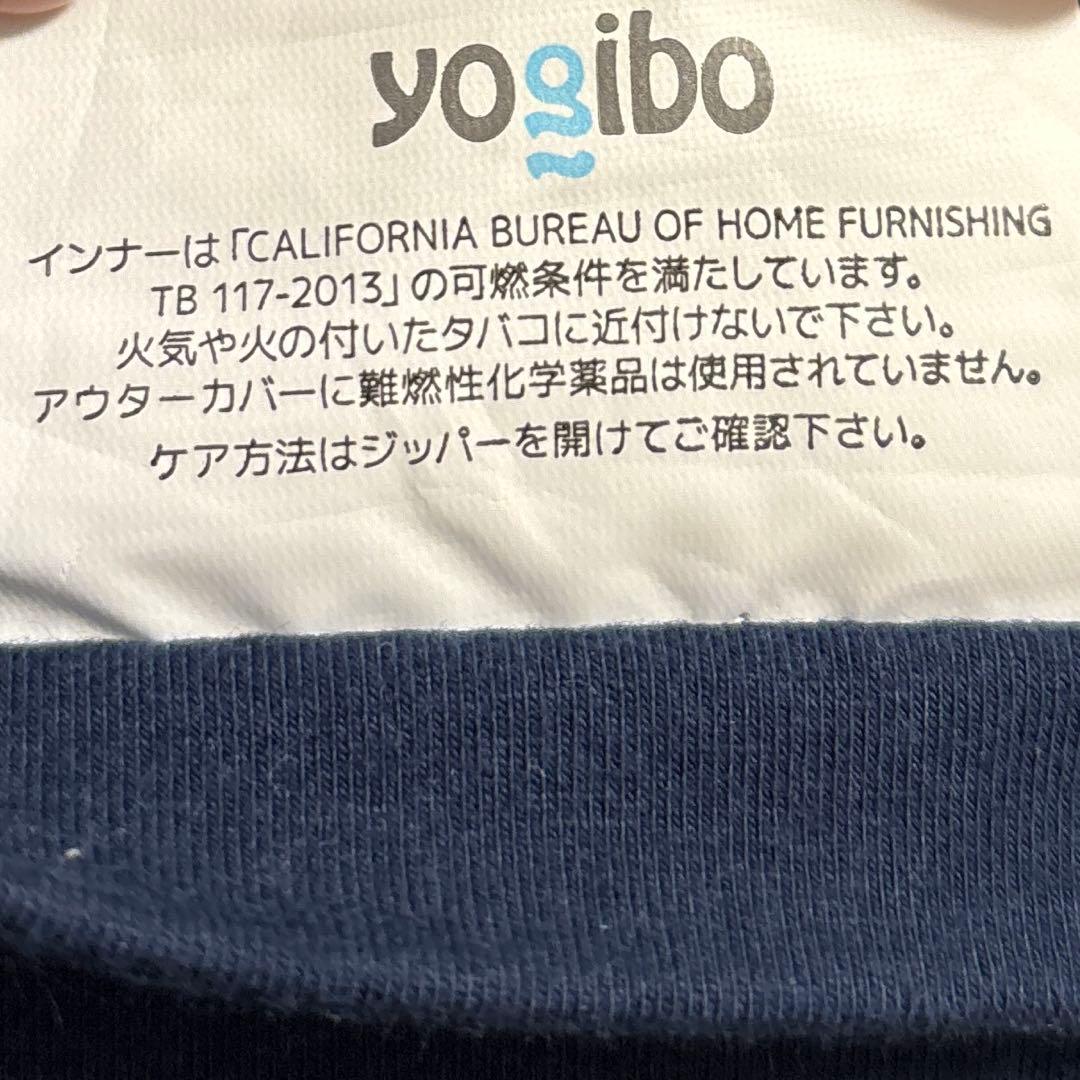 yogibo
インナーは「CALIFORNIA BUREAU OF HOME FURNISHING
TB 117-2013」の可燃条件を満たしています。
火気や火の付いたタバコに近付けないで下さい。
アウターカバーに難燃性化学薬品は使用されていません。
ケア方法はジッパーを開けてご確認下さい。